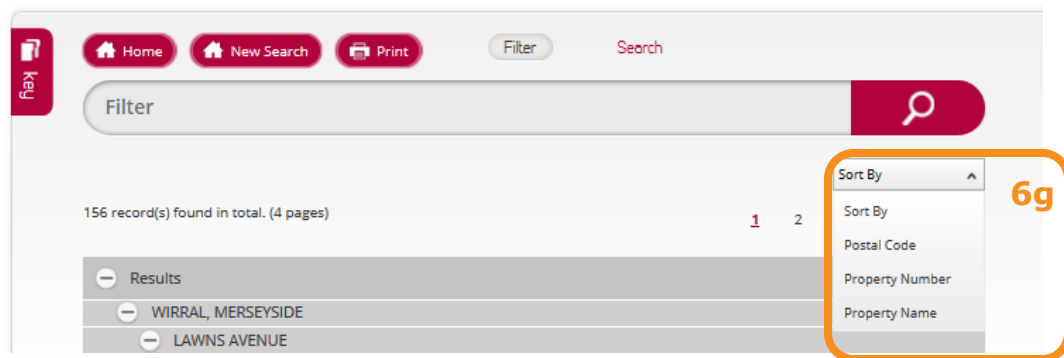 key
Home New Search Print Filter Search
Filter
Sort By
6g
156 record(s) found in total. (4 pages) 1 2
Sort By
Postal Code
Results
Property Number
WIRRAL, MERSEYSIDE
Property Name
LAWNS AVENUE